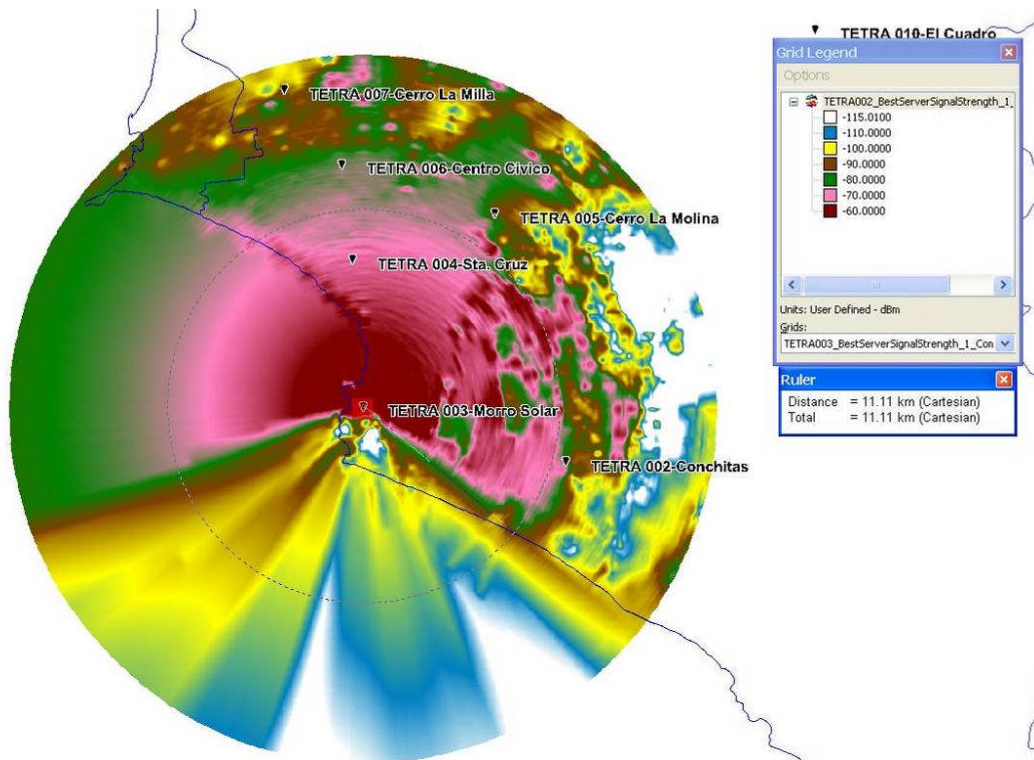 TETRA 010-El Cuadro
Grid Legend
Options
TETRA002_BestServerSignalStrength_1_
-115.0100
-110.0000
-100.0000
-90.0000
-80.0000
-70.0000
-60.0000
Units: User Defined - dBm
Grids:
TETRA003_BestServerSignalStrength_1_Con
Ruler
Distance = 11.11 km (Cartesian)
Total = 11.11 km (Cartesian)
TETRA 007-Cerro La Milla
TETRA 006-Centro Civico
TETRA 005-Cerro La Molina
TETRA 004-Sta. Cruz
TETRA 003-Morro Solar
TETRA 002-Conchitas